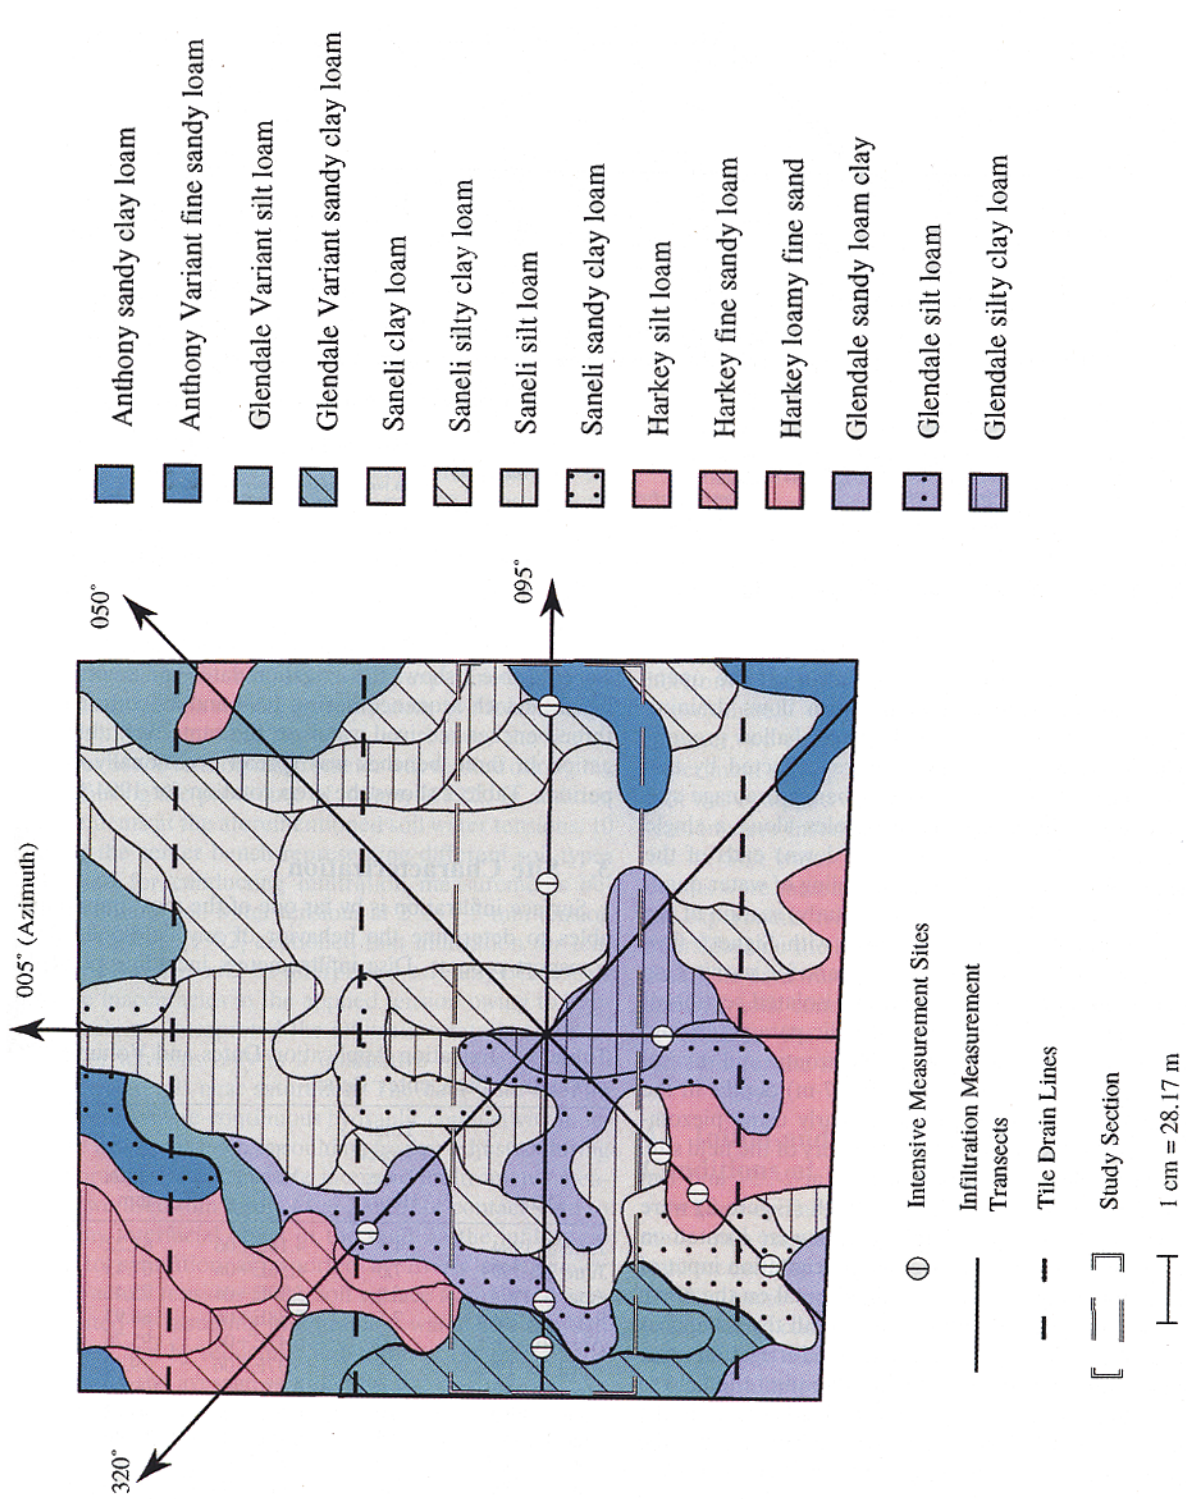 005° (Azimuth)
050°
095°
320°
Anthony sandy clay loam
Anthony Variant fine sandy loam
Glendale Variant silt loam
Glendale Variant sandy clay loam
Saneli clay loam
Saneli silty clay loam
Saneli silt loam
Saneli sandy clay loam
Harkey silt loam
Harkey fine sandy loam
Harkey loamy fine sand
Glendale sandy loam clay
Glendale silt loam
Glendale silty clay loam
Intensive Measurement Sites
Infiltration Measurement
Transects
Tile Drain Lines
Study Section
1 cm = 28.17 m